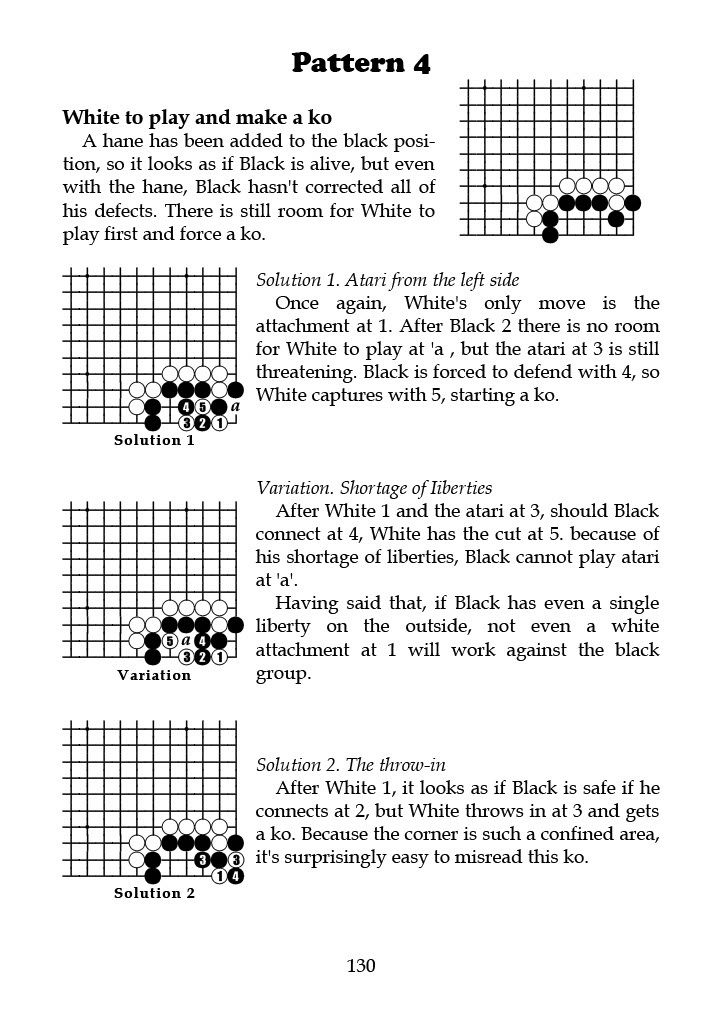 Pattern 4
White to play and make a ko
A hane has been added to the black posi-
tion, so it looks as if Black is alive, but even
with the hane, Black hasn't corrected all of
his defects. There is still room for White to
play first and force a ko.
Solution 1. Atari from the left side
Once again, White's only move is the
attachment at 1. After Black 2 there is no room
for White to play at 'a , but the atari at 3 is still
threatening. Black is forced to defend with 4, so
White captures with 5, starting a ko.
4 5 a
3 2 1
Solution 1
Variation. Shortage of Iiberties
After White 1 and the atari at 3, should Black
connect at 4, White has the cut at 5. because of
his shortage of liberties, Black cannot play atari
at 'a'.
Having said that, if Black has even a single
liberty on the outside, not even a white
attachment at 1 will work against the black
group.
5 a 4
3 2 1
Variation
Solution 2. The throw-in
After White 1, it looks as if Black is safe if he
connects at 2, but White throws in at 3 and gets
a ko. Because the corner is such a confined area,
it's surprisingly easy to misread this ko.
3 3
1 4
Solution 2
130